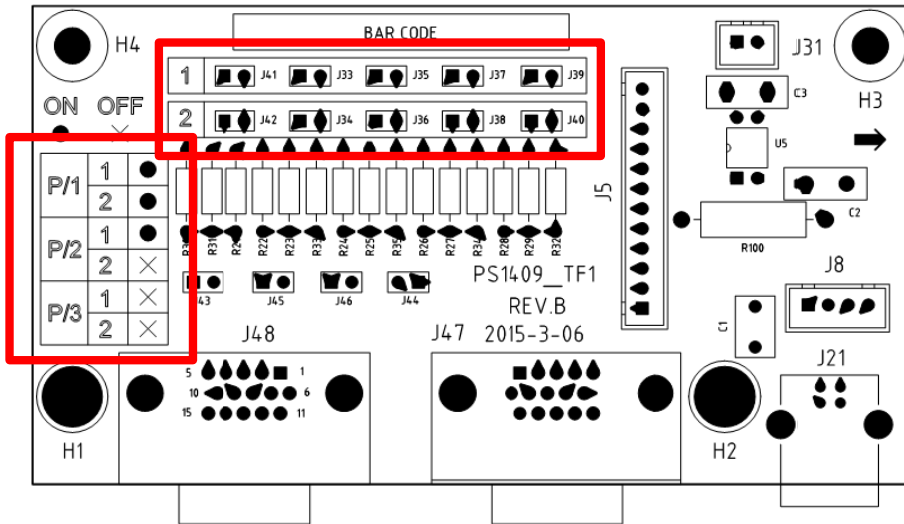 BAR CODE
H4
1 J41 J33 J35 J37 J39
J31
2 J42 J34 J36 J38 J40
C3
H3
ON OFF
U5
P/1 1
2
P/2 1
2
P/3 1
2
J5
C2
R31 R22 R23 R33 R24 R25 R35 R26 R27 R34 R28 R29 R32
R100
J45 J46 J44
PS1409_TF1
REV.B
2015-3-06
J8
C1
J48
J47
J21
5 1
10 6
15 11
H1
H2